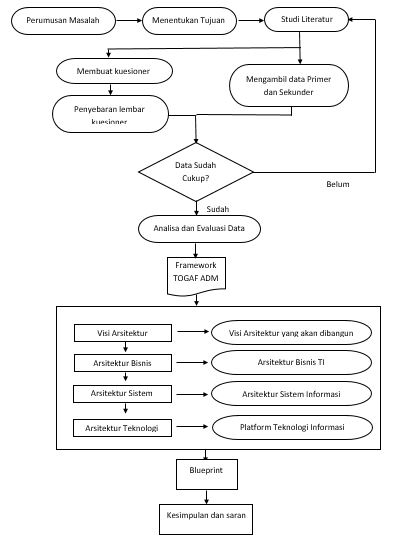 Perumusan Masalah
Menentukan Tujuan
Studi Literatur
Membuat kuesioner
Mengambil data Primer
dan Sekunder
Penyebaran lembar
kuesioner
Data Sudah
Cukup?
Belum
Sudah
Analisa dan Evaluasi Data
Framework
TOGAF ADM
Visi Arsitektur
Visi Arsitektur yang akan dibangun
Arsitektur Bisnis
Arsitektur Bisnis TI
Arsitektur Sistem
Arsitektur Sistem Informasi
Arsitektur Teknologi
Platform Teknologi Informasi
Blueprint
Kesimpulan dan saran